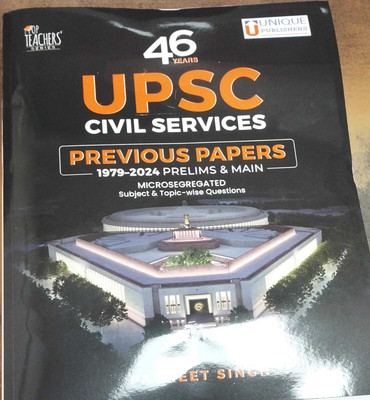 TOP
TEACHERS'
SERIES
UNIQUE
PUBLISHERS
46
YEARS
UPSC
CIVIL SERVICES
PREVIOUS PAPERS
1979-2024 PRELIMS & MAIN
MICROSEGREGATED
Subject & Topic-wise Questions